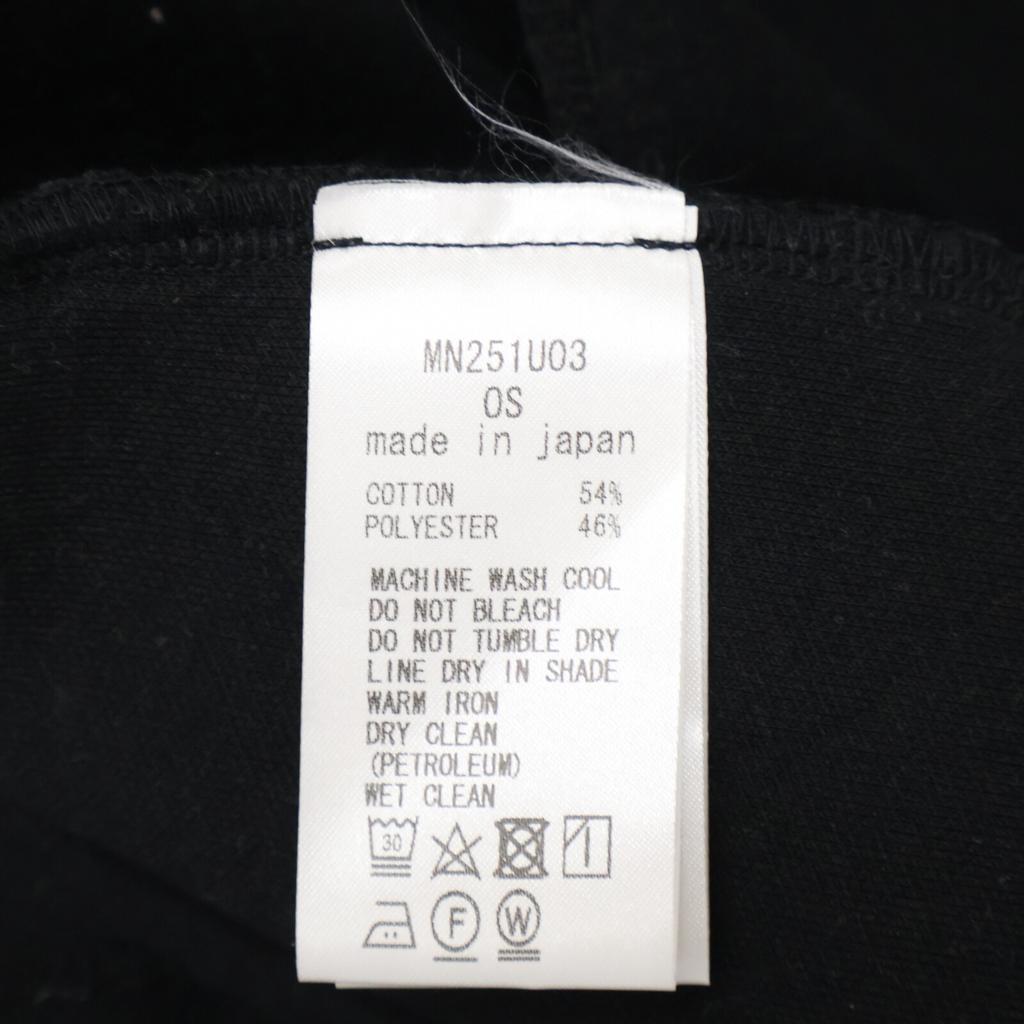 MN251U03
OS
made in japan
COTTON 54%
POLYESTER 46%
MACHINE WASH COOL
DO NOT BLEACH
DO NOT TUMBLE DRY
LINE DRY IN SHADE
WARM IRON
DRY CLEAN
(PETROLEUM)
WET CLEAN
30
F W